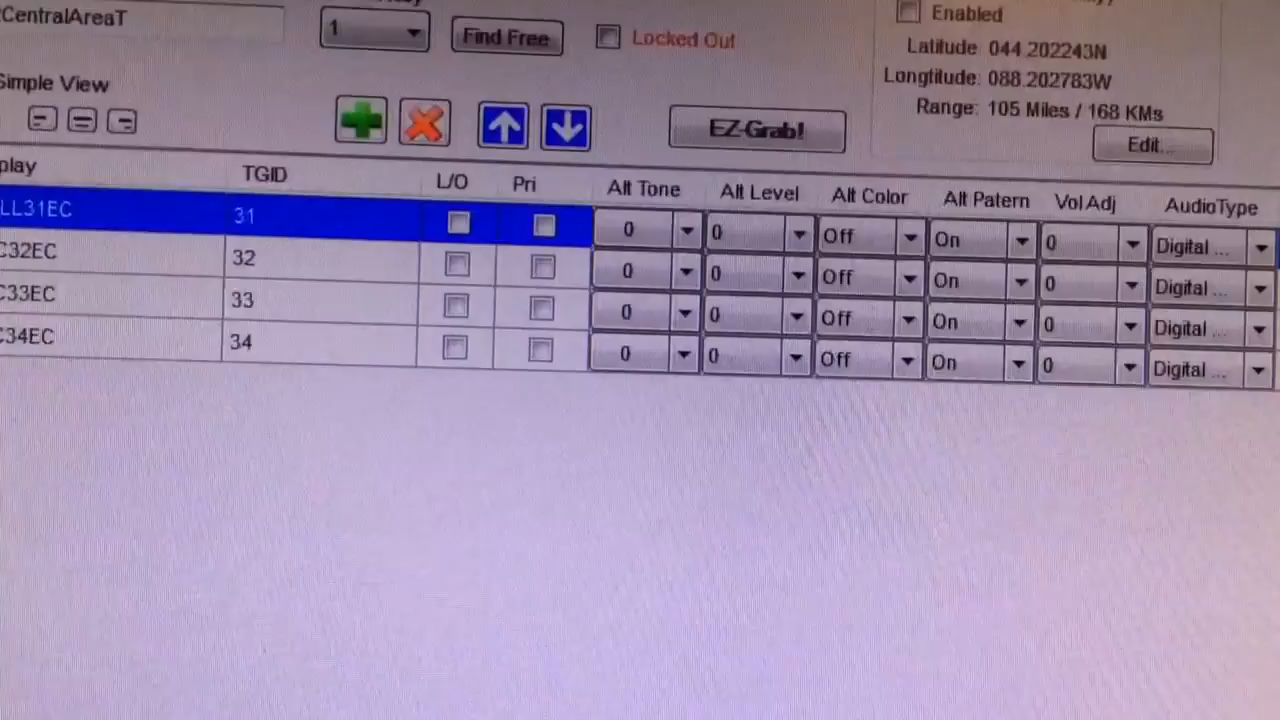 CentralAreaT
1
Find Free
Locked Out
Enabled
Latitude: 044.202243N
Longtitude: 088.202783W
Range: 105 Miles / 168 KMs
Edit...
Simple View
EZ-Grab!
play TGID L/O Pri Alt Tone Alt Level Alt Color Alt Patern Vol Adj AudioType
LL31EC 31 0 0 Off On 0 Digital ...
C32EC 32 0 0 Off On 0 Digital ...
C33EC 33 0 0 Off On 0 Digital ...
C34EC 34 0 0 Off On 0 Digital ...